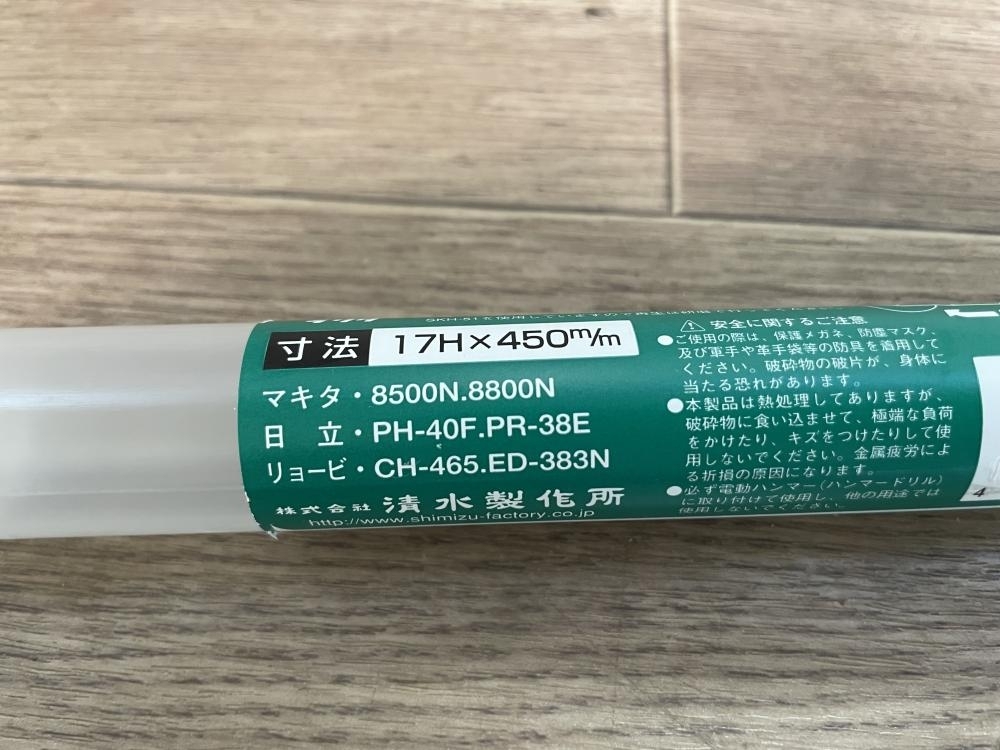 寸法 17H×450m/m
マキタ・8500N.8800N
日 立・PH-40F.PR-38E
リョービ・CH-465.ED-383N
株式会社 清水製作所
http://www.shimizu-factory.co.jp
⚠ 安全に関するご注意
●ご使用の際は、保護メガネ、防塵マスク、
及び軍手や革手袋等の防具を着用して
ください。破砕物の破片が、身体に
当たる恐れがあります。
●本製品は熱処理してありますが、
破砕物に食い込ませて、極端な負荷
をかけたり、キズをつけたりして使
用しないでください。金属疲労によ
る折損の原因になります。
●必ず電動ハンマー(ハンマードリル)
に取り付けて使用し、他の用途では
使用しないでください。
4